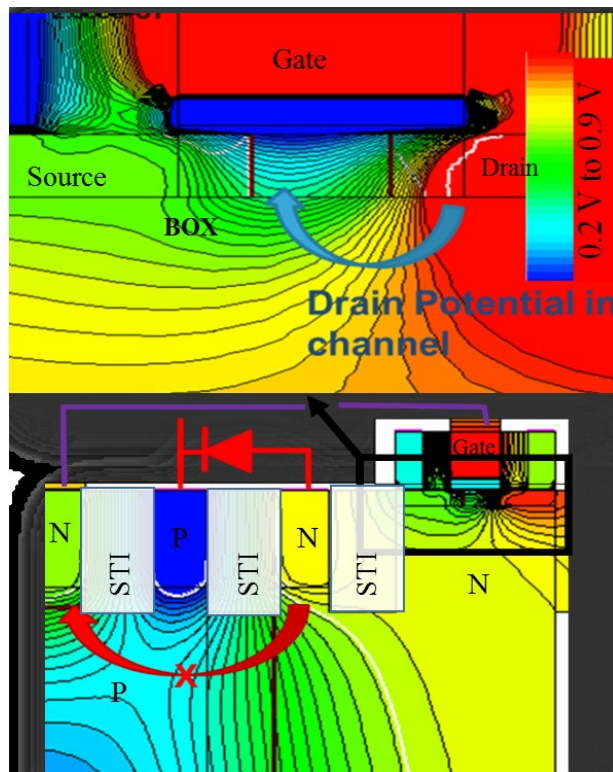 Gate
Source
Drain
BOX
0.2 V to 0.9 V
Drain Potential in
channel
Gate
N
STI
P
STI
N
STI
N
X
P